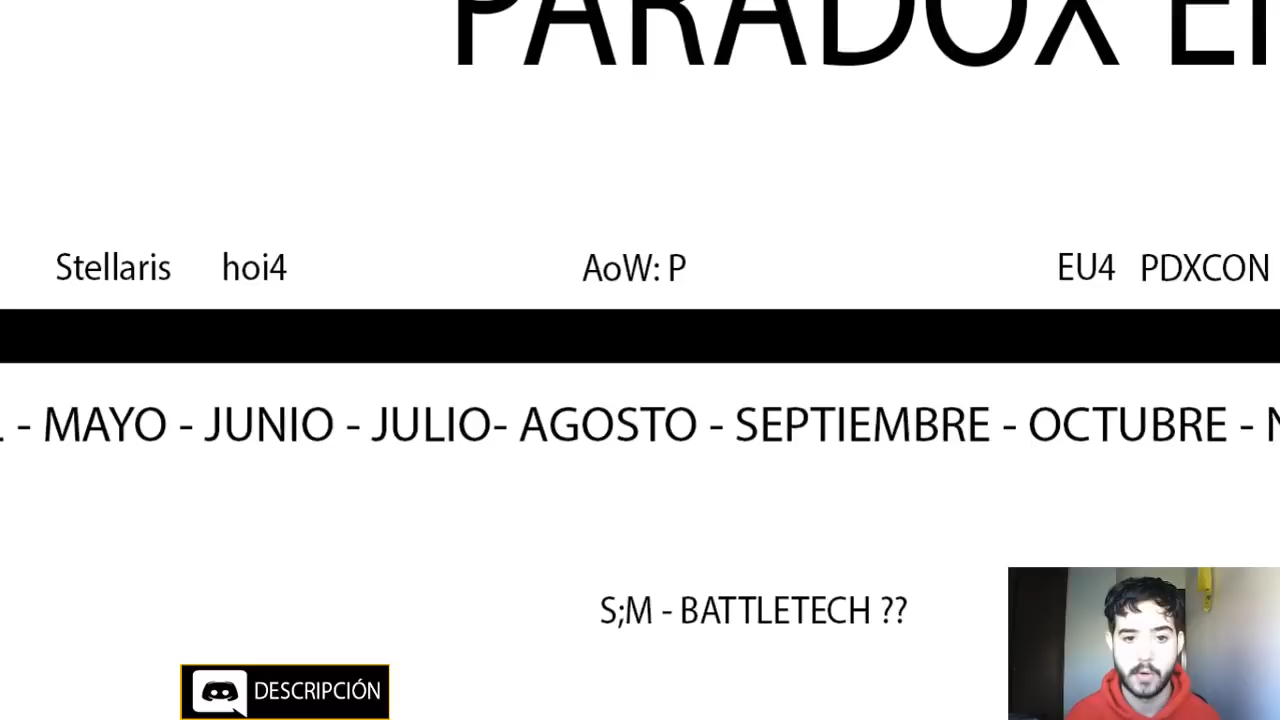 PARADOX E
Stellaris hoi4 AoW: P EU4 PDXCON
- MAYO - JUNIO - JULIO- AGOSTO - SEPTIEMBRE - OCTUBRE -
S;M - BATTLETECH ??
DESCRIPCIÓN